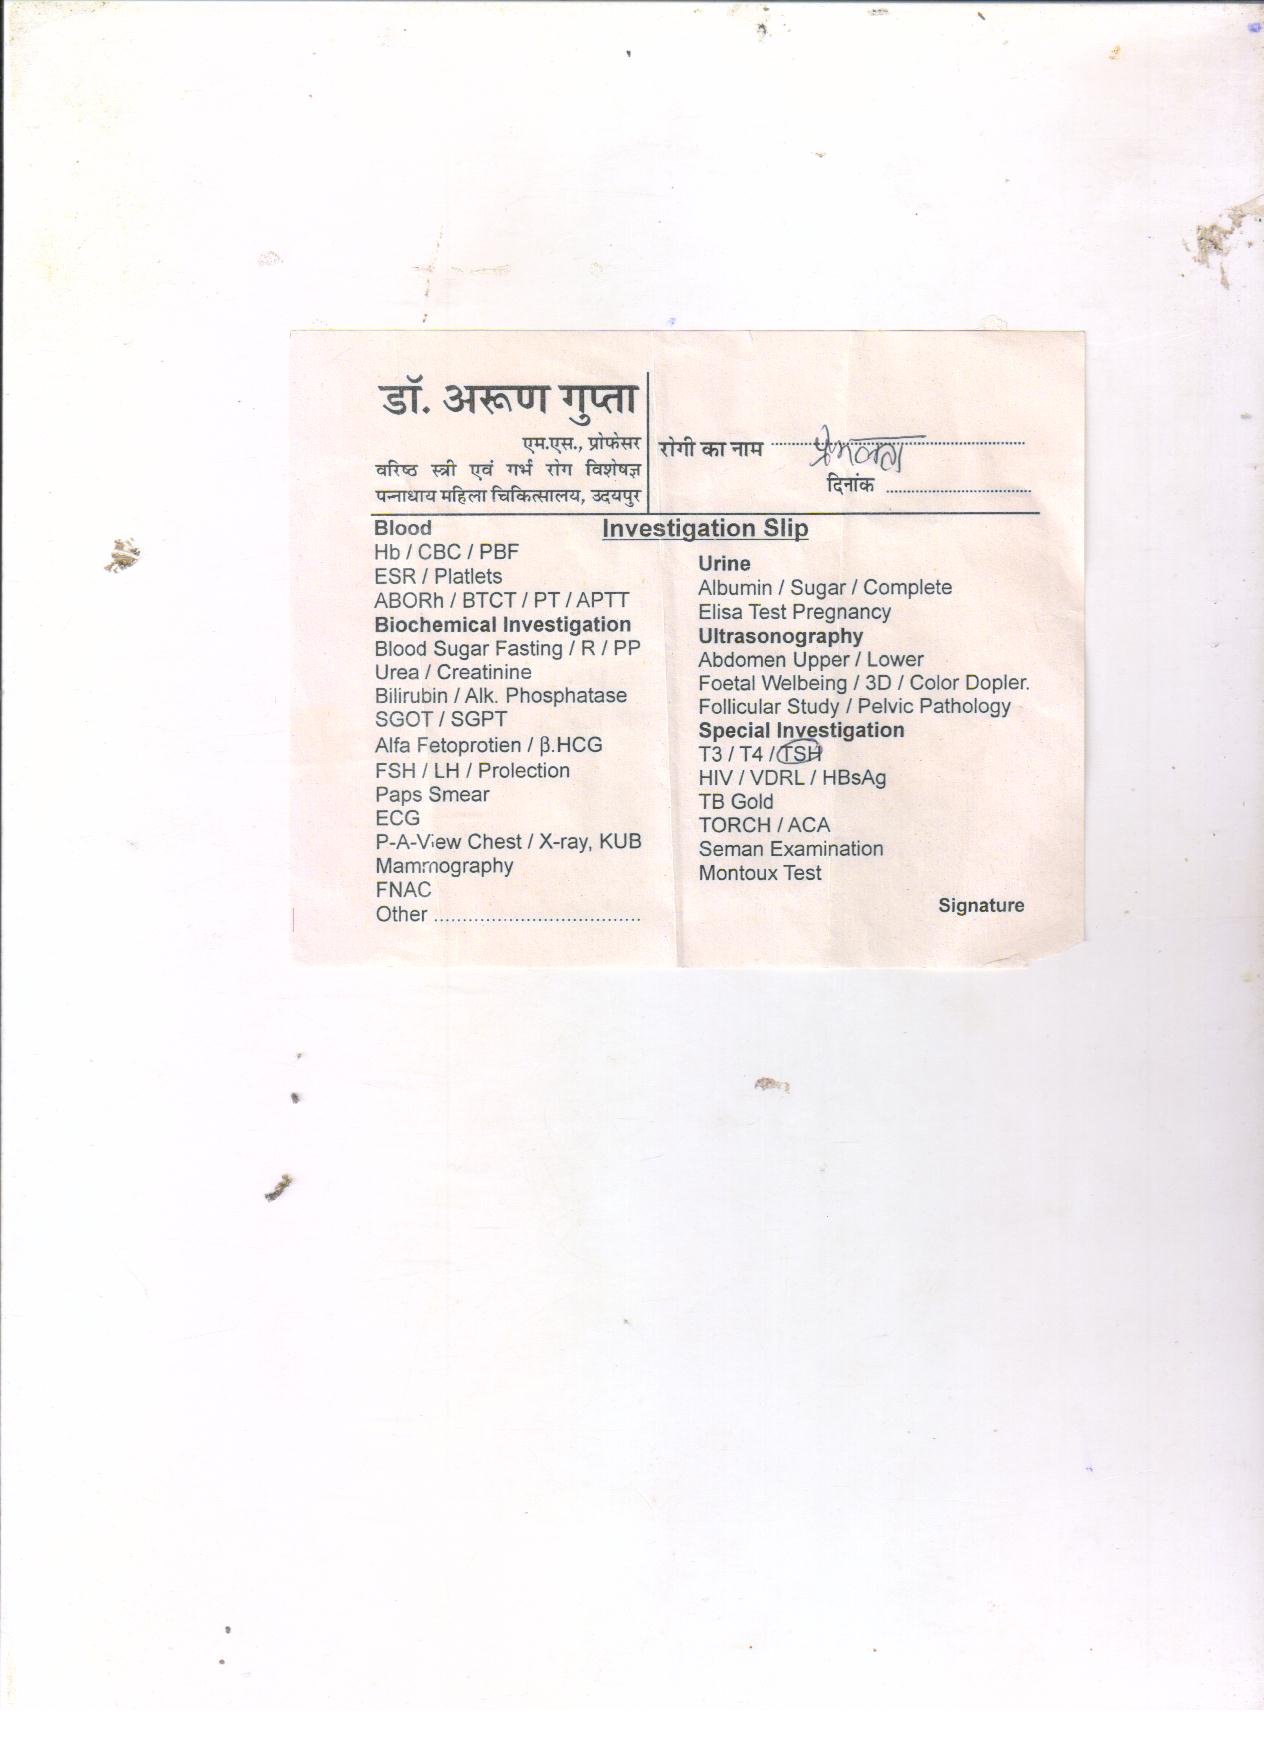 डॉ. अरूण गुप्ता
एम.एस., प्रोफेसर
वरिष्ठ स्त्री एवं गर्भ रोग विशेषज्ञ
पन्नाधाय महिला चिकित्सालय, उदयपुर
रोगी का नाम प्रेमलता
दिनांक
Investigation Slip
Blood
Hb / CBC / PBF
ESR / Platlets
ABORh / BTCT / PT / APTT
Biochemical Investigation
Blood Sugar Fasting / R / PP
Urea / Creatinine
Bilirubin / Alk. Phosphatase
SGOT / SGPT
Alfa Fetoprotien / β.HCG
FSH / LH / Prolection
Paps Smear
ECG
P-A-View Chest / X-ray, KUB
Mammography
FNAC
Other ....................................
Urine
Albumin / Sugar / Complete
Elisa Test Pregnancy
Ultrasonography
Abdomen Upper / Lower
Foetal Welbeing / 3D / Color Dopler.
Follicular Study / Pelvic Pathology
Special Investigation
T3 / T4 / TSH
HIV / VDRL / HBsAg
TB Gold
TORCH / ACA
Seman Examination
Montoux Test
Signature